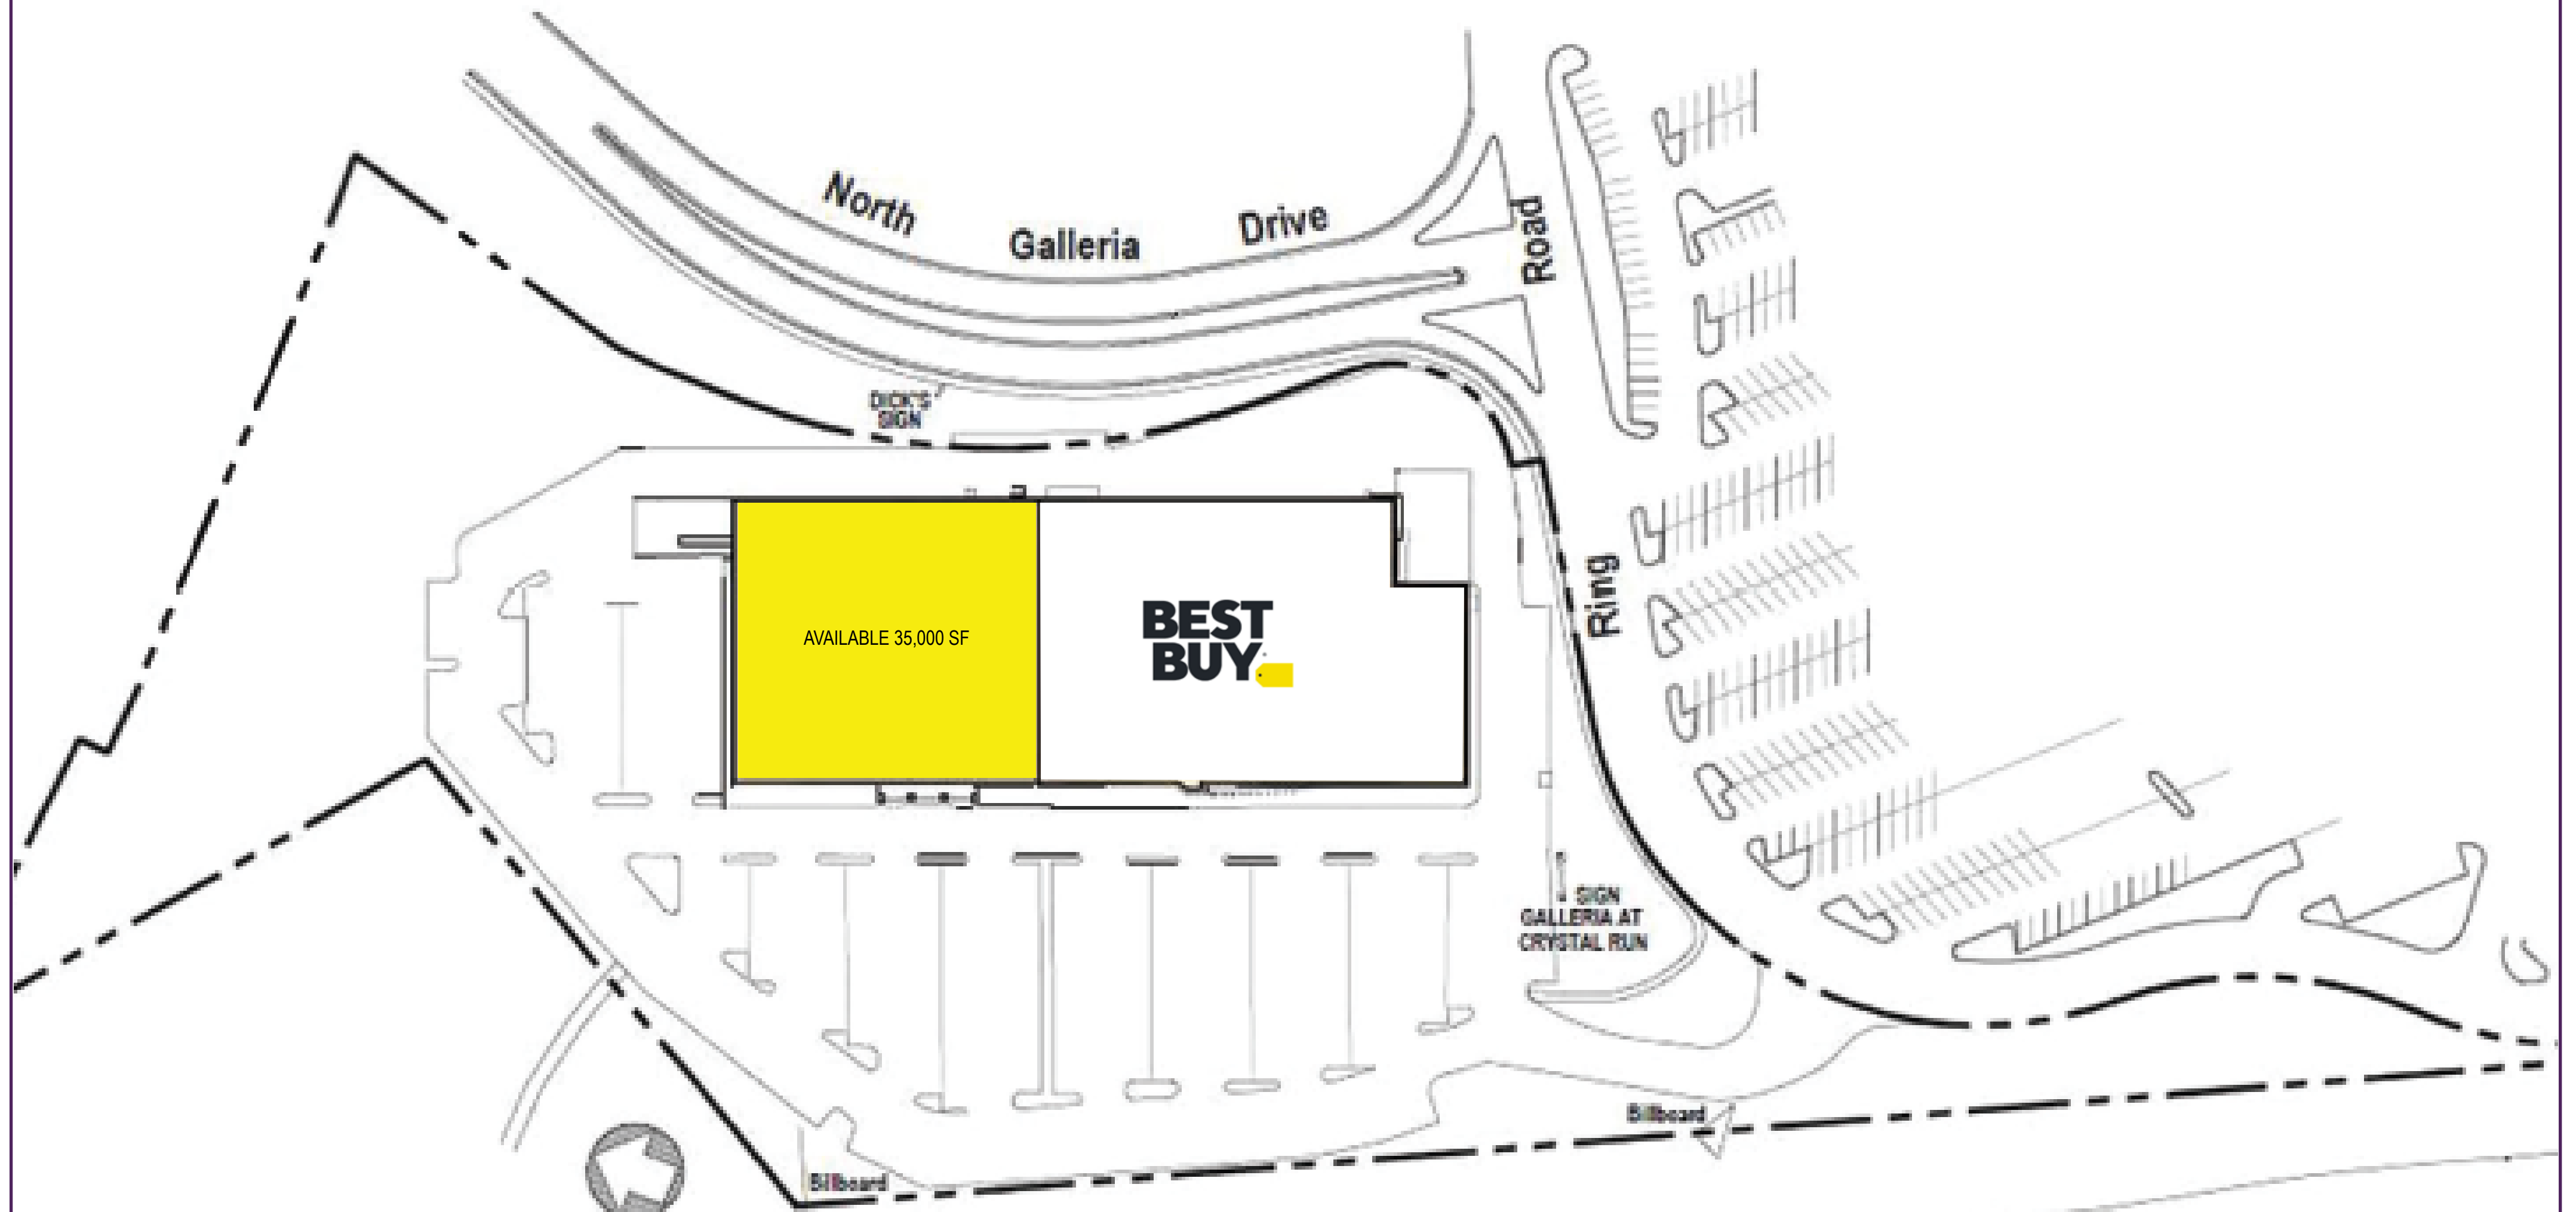 North Galleria Drive
Road
DICK'S
SIGN
Ring
AVAILABLE 35,000 SF
BEST
BUY
SIGN
GALLERIA AT
CRYSTAL RUN
Billboard
Billboard